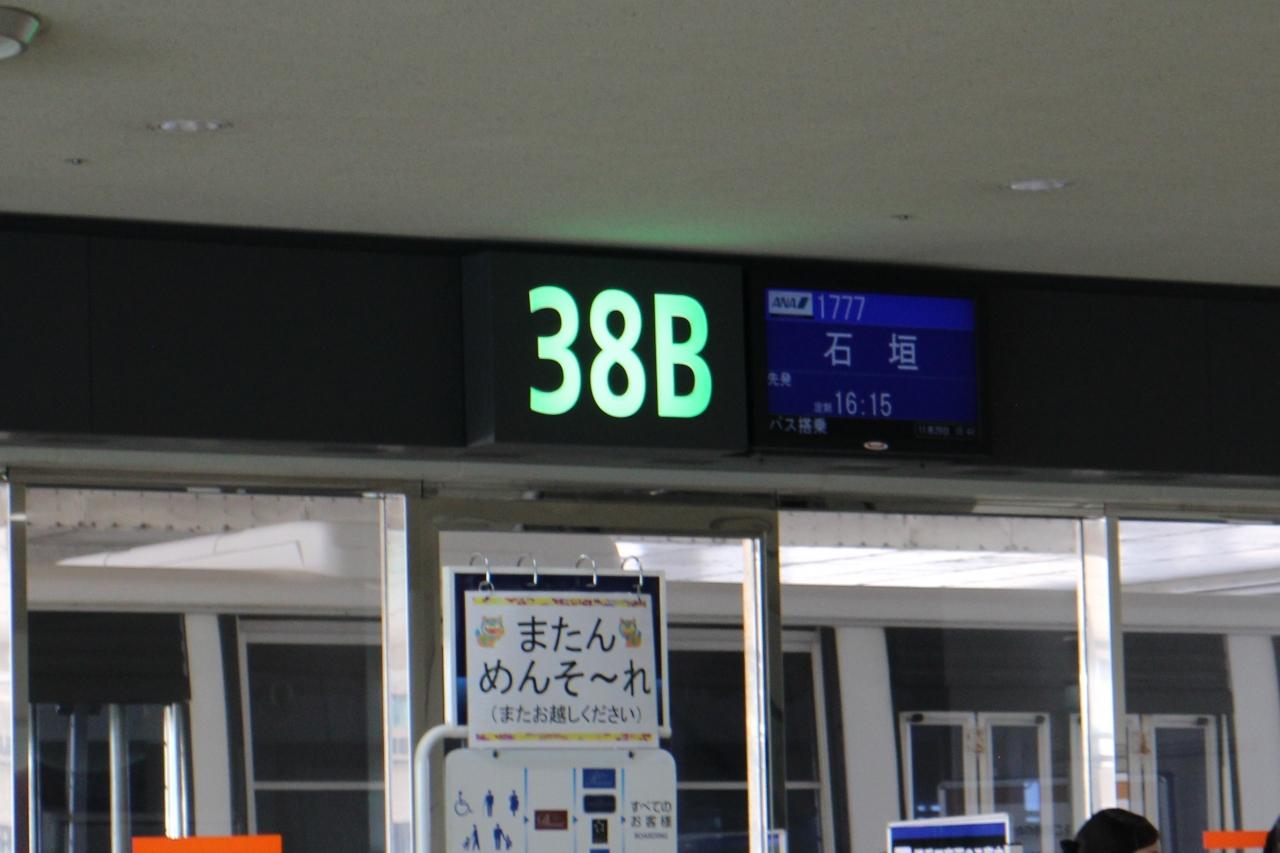 38B
ANA 1777
石垣
先発
定刻 16:15
バス搭乗
またん
めんそ～れ
（またお越しください）
すべての
お客様
BOARDING